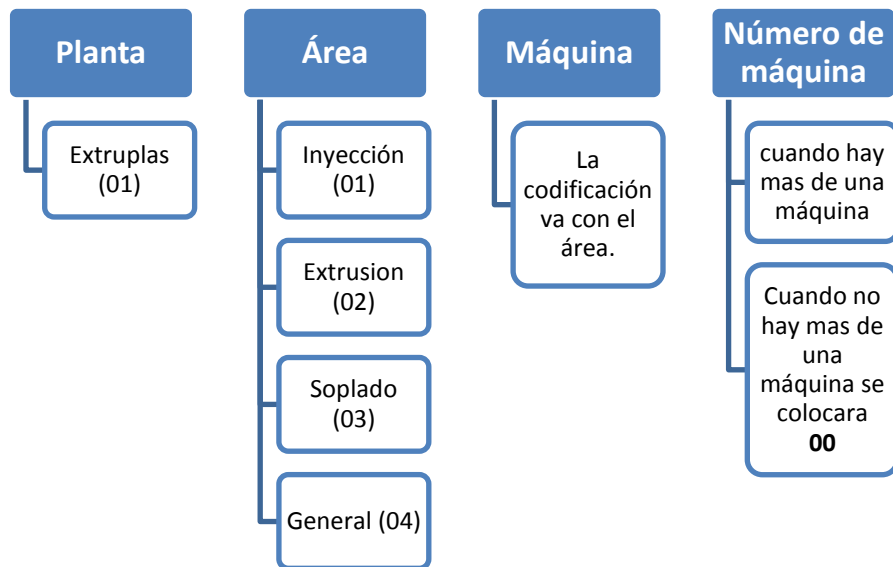 Planta
Extruplas
(01)
Área
Inyección
(01)
Extrusion
(02)
Soplado
(03)
General (04)
Máquina
La
codificación
va con el
área.
Número de
máquina
cuando hay
mas de una
máquina
Cuando no
hay mas de
una
máquina se
colocara
00